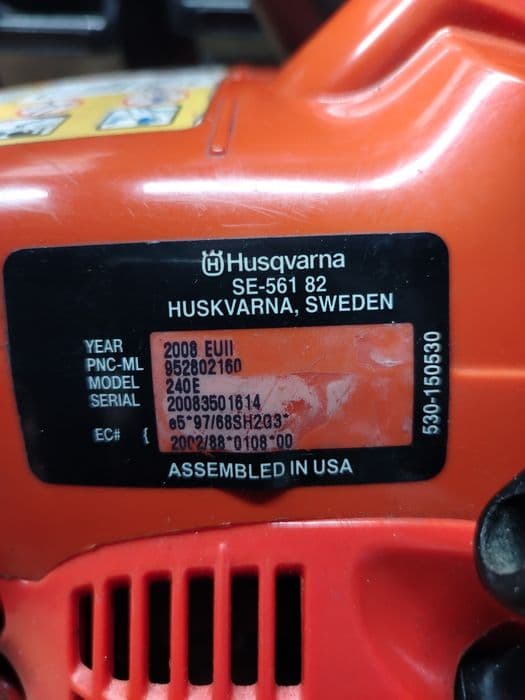 Husqvarna
SE-561 82
HUSKVARNA, SWEDEN
YEAR 2008 EUII
PNC-ML 952802160
MODEL 240E
SERIAL 20083501614
EC# { e5*97/68SH2G3*
2002/88*0108*00
530-150530
ASSEMBLED IN USA